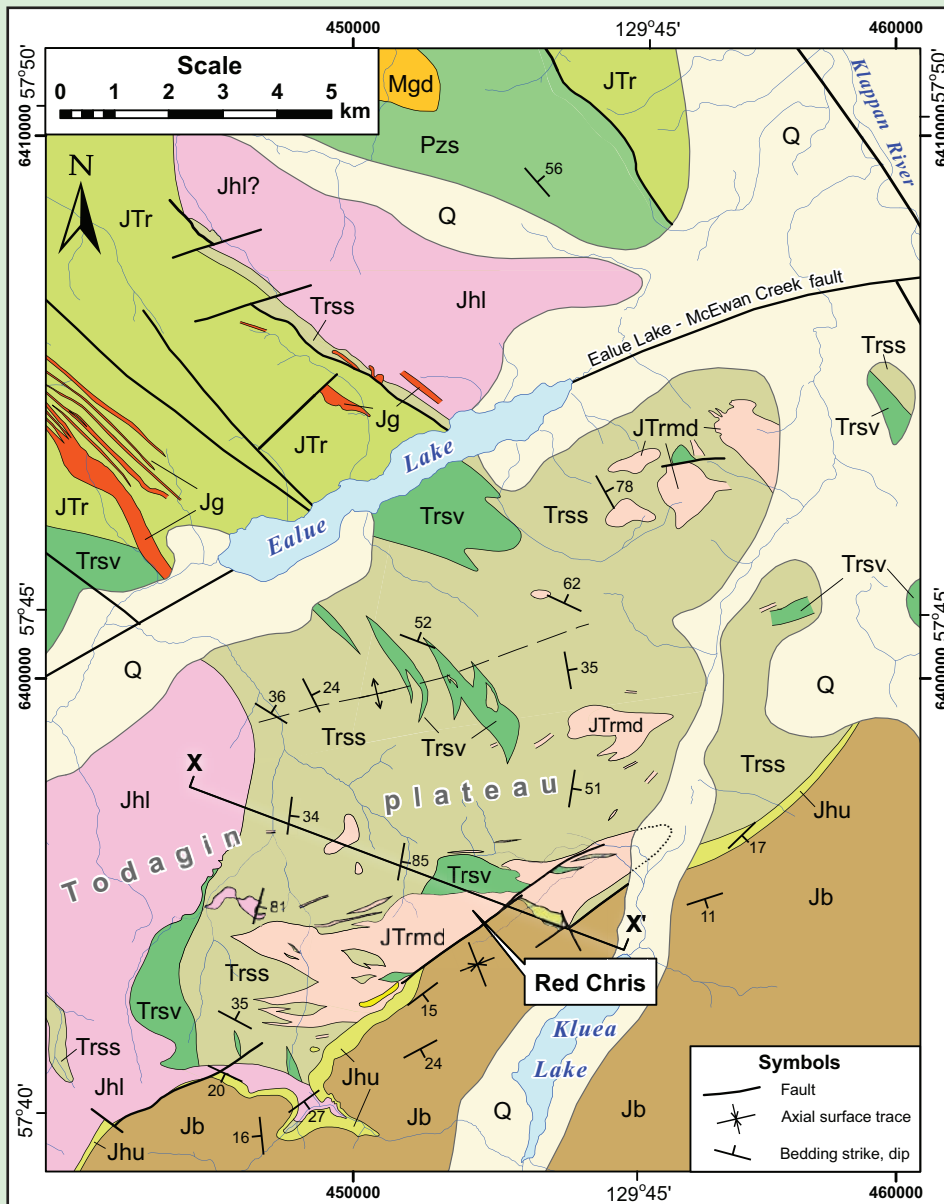 450000
129°45'
460000
57°50'
57°50'
Scale
0 1 2 3 4 5
km
Mgd
JTr
Klappan River
Pzs
Q
6410000
6410000
N
56
Jhl?
Q
JTr
Jhl
Ealue Lake - McEwan Creek fault
Trss
Trss
Trsv
Jg
JTrmd
JTr
Lake
78
Trss
JTr
Jg
Trsv
Ealue
Trsv
Trsv
62
57°45'
57°45'
52
35
Q
6400000
6400000
24
36
Q
Trss
Trsv
JTrmd
X
Trss
51
Jhl
plateau
Jhu
34
Todagin
17
85
Trsv
Jb
81
11
JTrmd
X'
Trss
Red Chris
35
15
Trsv
Kluea
Lake
Trss
24
Jhu
Symbols
Jhl
20
Fault
27
Jb
Q
Jb
Axial surface trace
57°40'
57°40'
Jb
16
Jhu
Bedding strike, dip
450000
129°45'
460000